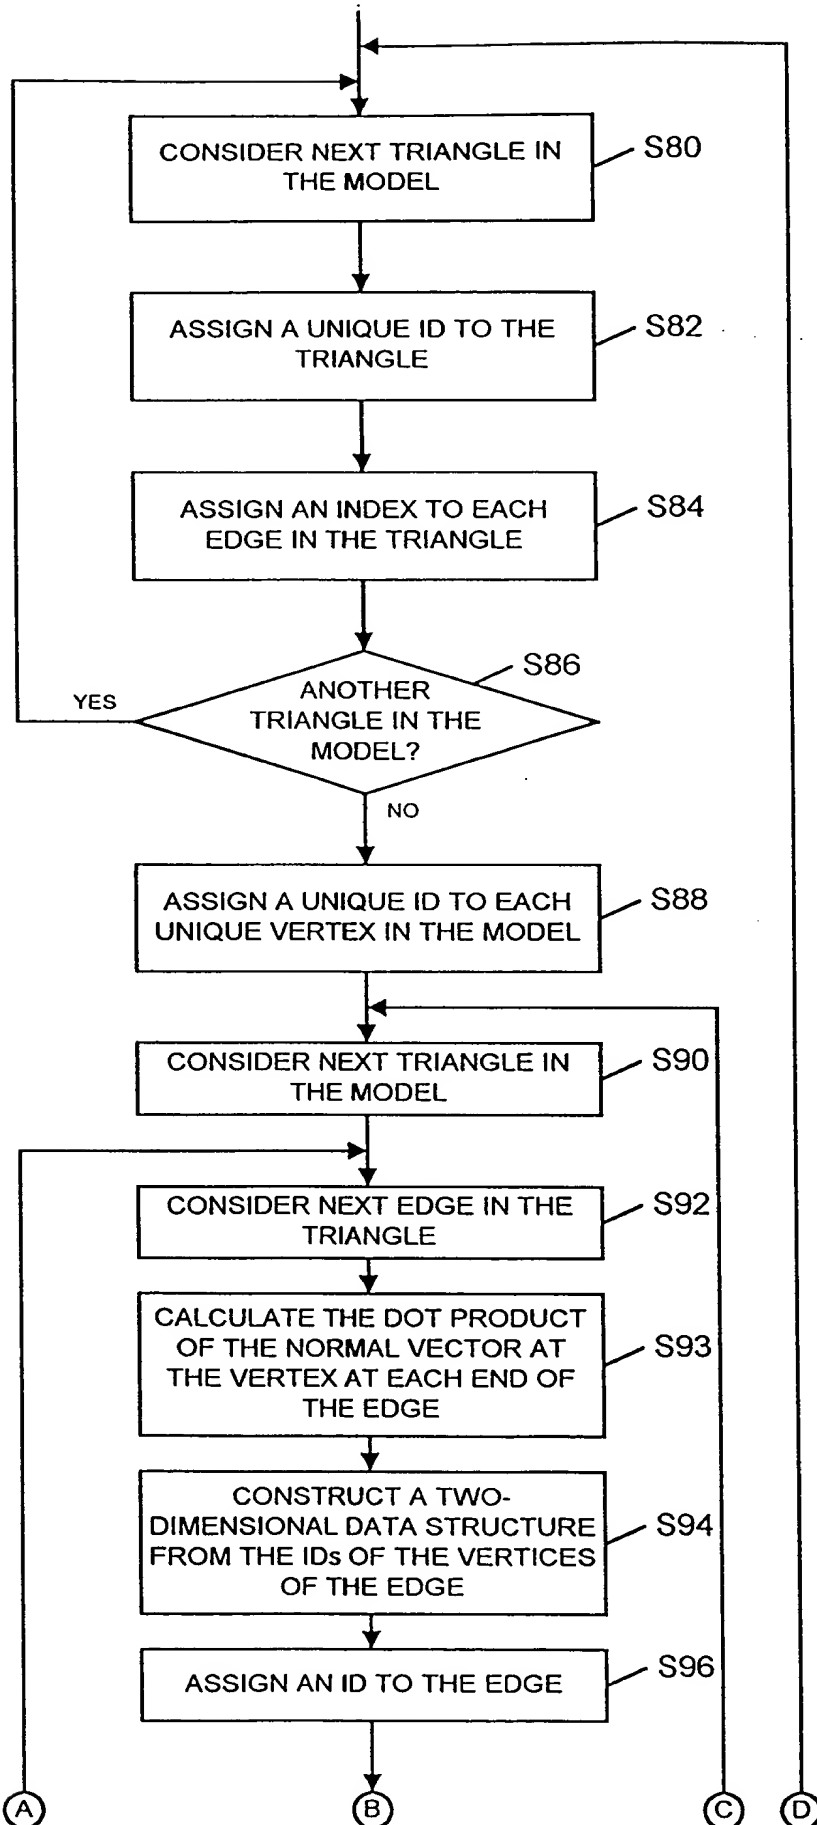 CONSIDER NEXT TRIANGLE IN
THE MODEL
S80
ASSIGN A UNIQUE ID TO THE
TRIANGLE
S82
ASSIGN AN INDEX TO EACH
EDGE IN THE TRIANGLE
S84
ANOTHER
TRIANGLE IN THE
MODEL?
S86
YES
NO
ASSIGN A UNIQUE ID TO EACH
UNIQUE VERTEX IN THE MODEL
S88
CONSIDER NEXT TRIANGLE IN
THE MODEL
S90
CONSIDER NEXT EDGE IN THE
TRIANGLE
S92
CALCULATE THE DOT PRODUCT
OF THE NORMAL VECTOR AT
THE VERTEX AT EACH END OF
THE EDGE
S93
CONSTRUCT A TWO-
DIMENSIONAL DATA STRUCTURE
FROM THE IDs OF THE VERTICES
OF THE EDGE
S94
ASSIGN AN ID TO THE EDGE
S96
A
B
C
D